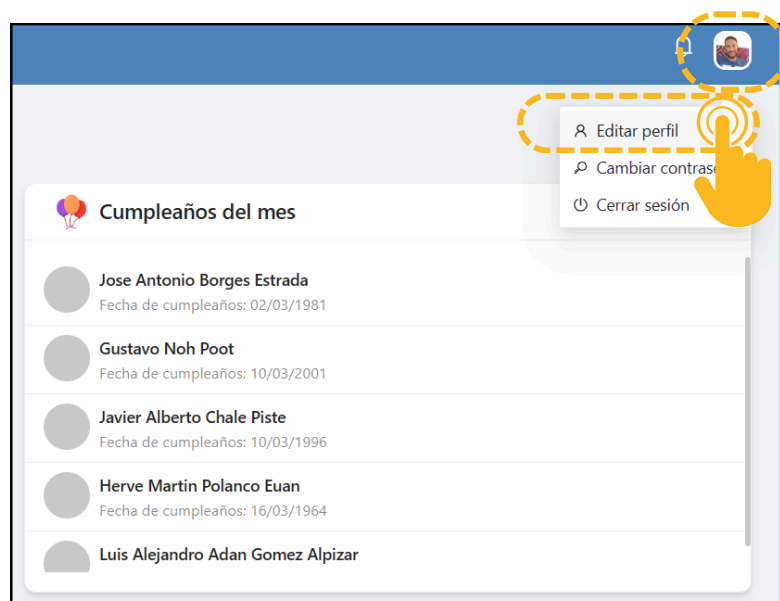 Editar perfil
Cambiar
Cerrar sesión
Cumpleaños del mes
Jose Antonio Borges Estrada
Fecha de cumpleaños: 02/03/1981
Gustavo Noh Poot
Fecha de cumpleaños: 10/03/2001
Javier Alberto Chale Piste
Fecha de cumpleaños: 10/03/1996
Herve Martin Polanco Euan
Fecha de cumpleaños: 16/03/1964
Luis Alejandro Adan Gomez Alpizar